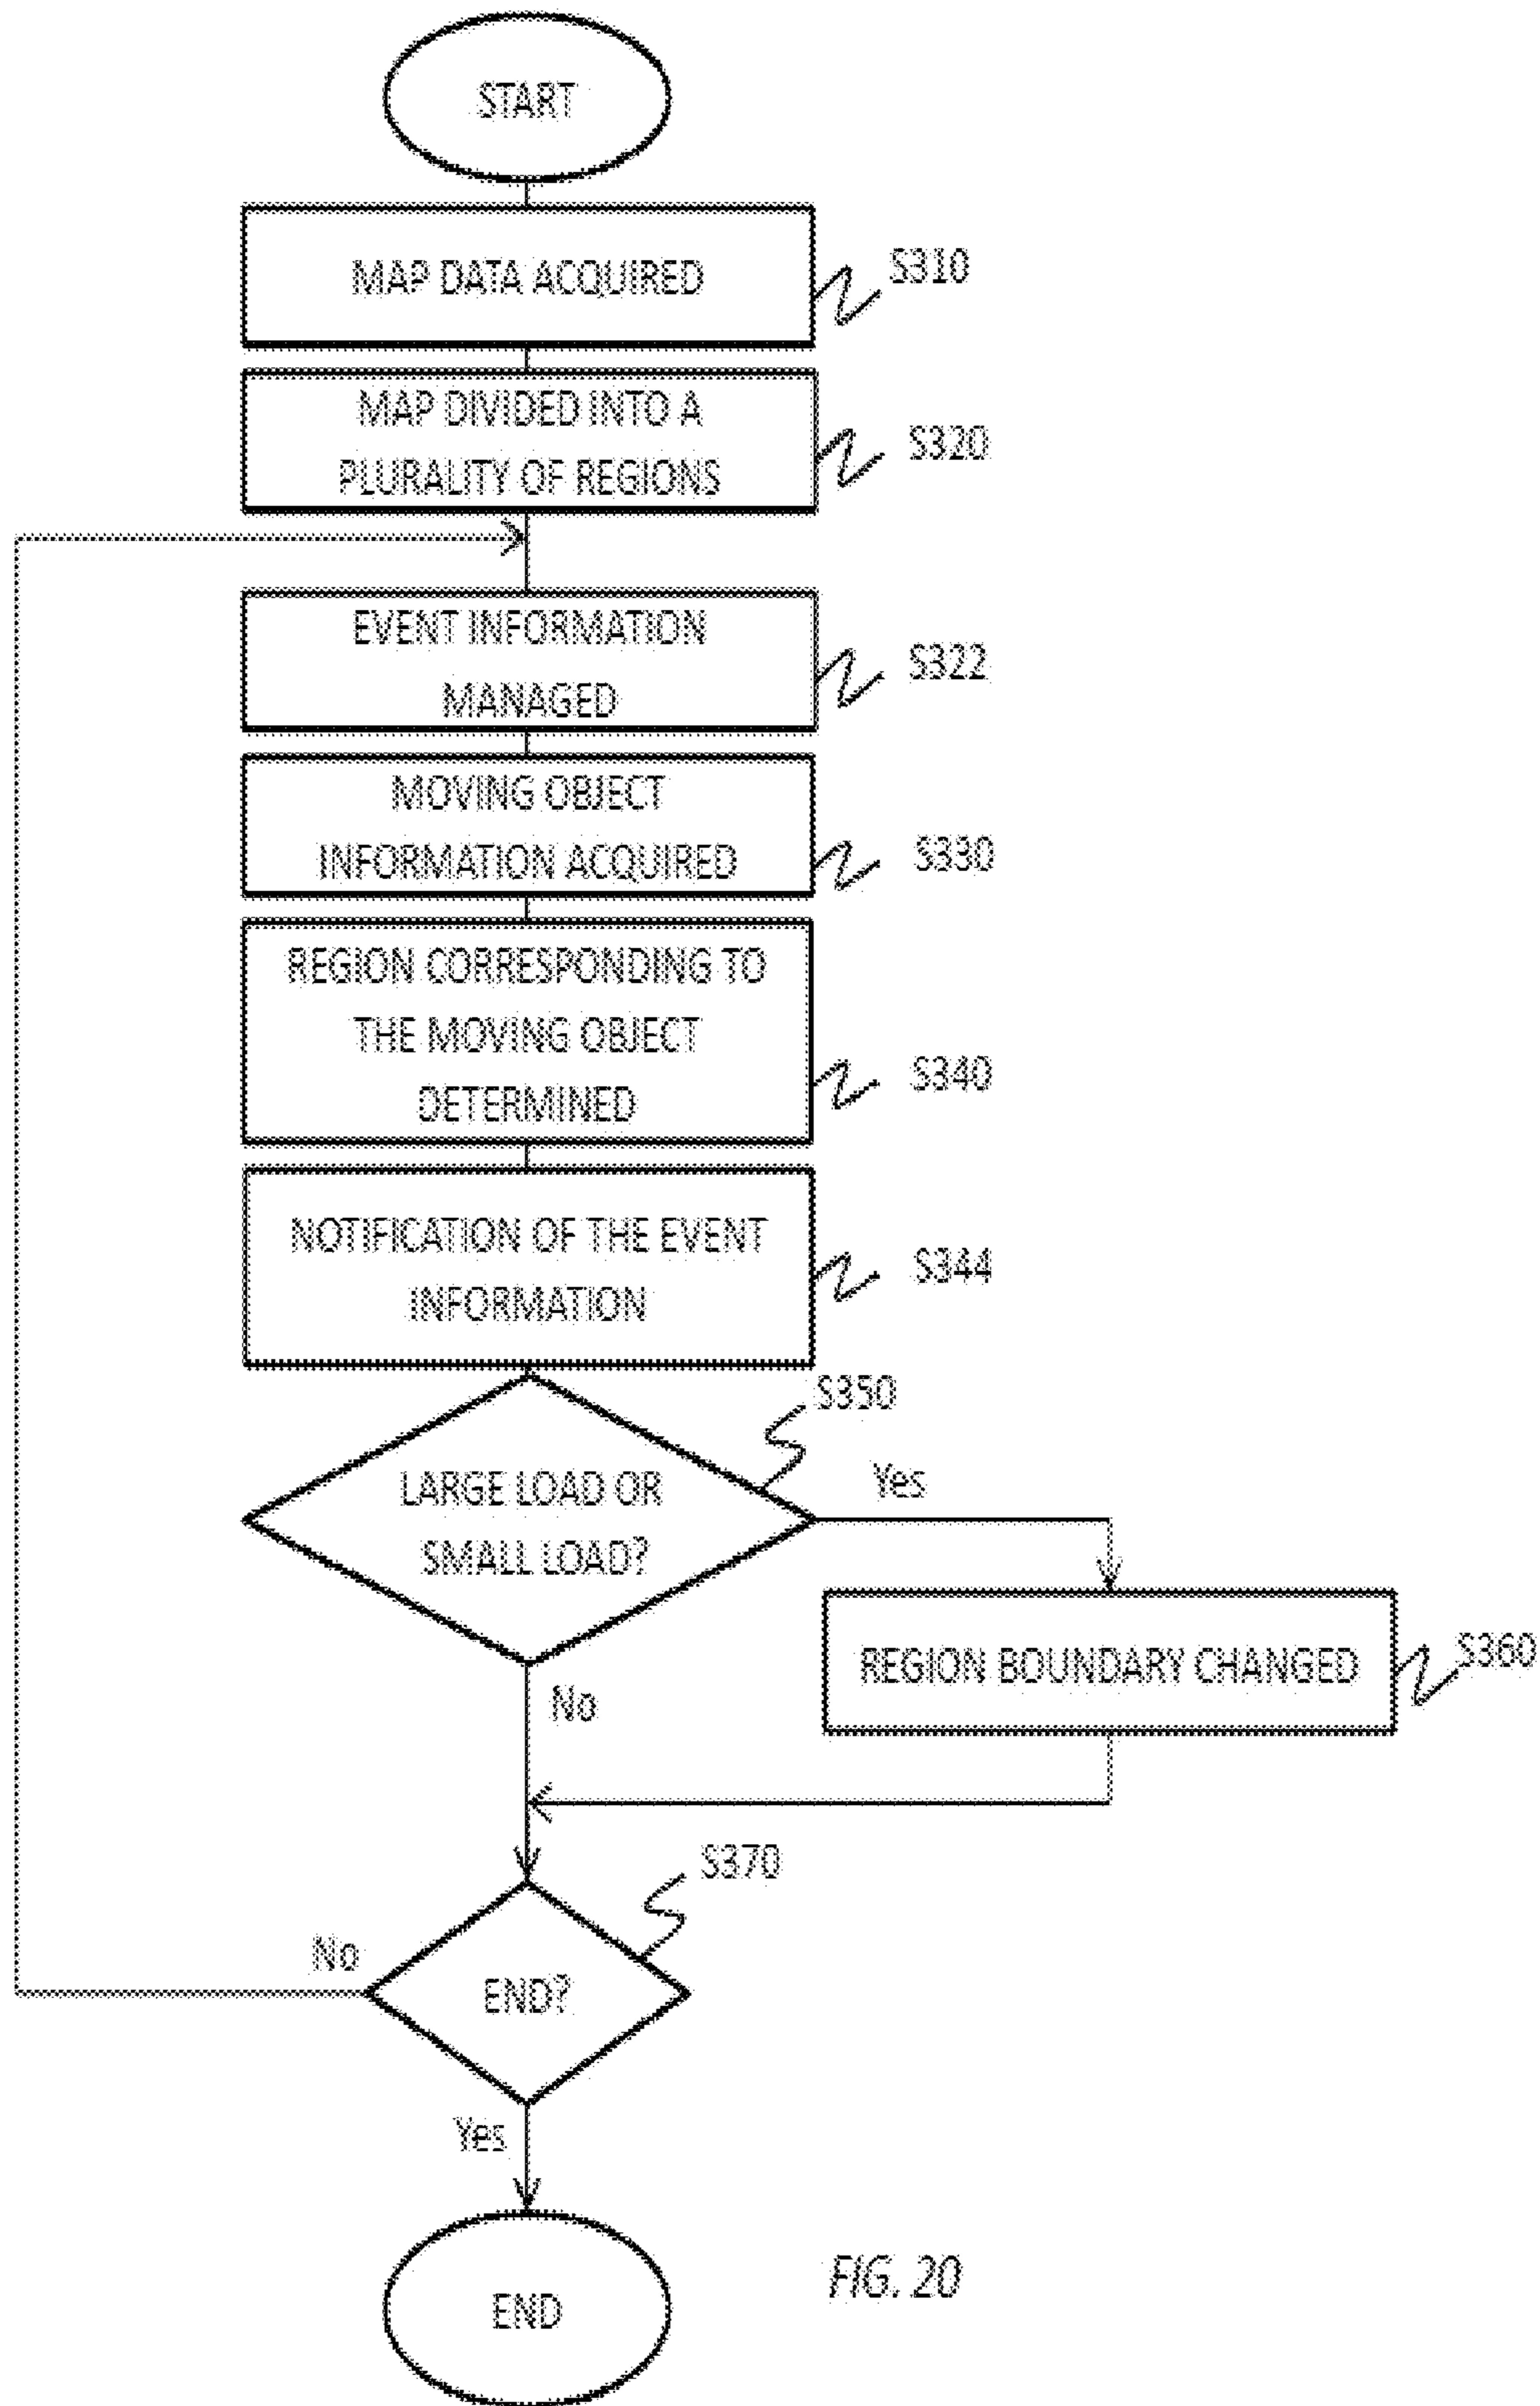 START
MAP DATA ACQUIRED
S310
MAP DIVIDED INTO A
PLURALITY OF REGIONS
S320
EVENT INFORMATION
MANAGED
S322
MOVING OBJECT
INFORMATION ACQUIRED
S330
REGION CORRESPONDING TO
THE MOVING OBJECT
DETERMINED
S340
NOTIFICATION OF THE EVENT
INFORMATION
S344
LARGE LOAD OR
SMALL LOAD?
S350
Yes
No
REGION BOUNDARY CHANGED
S360
S370
END?
No
Yes
END
FIG. 20